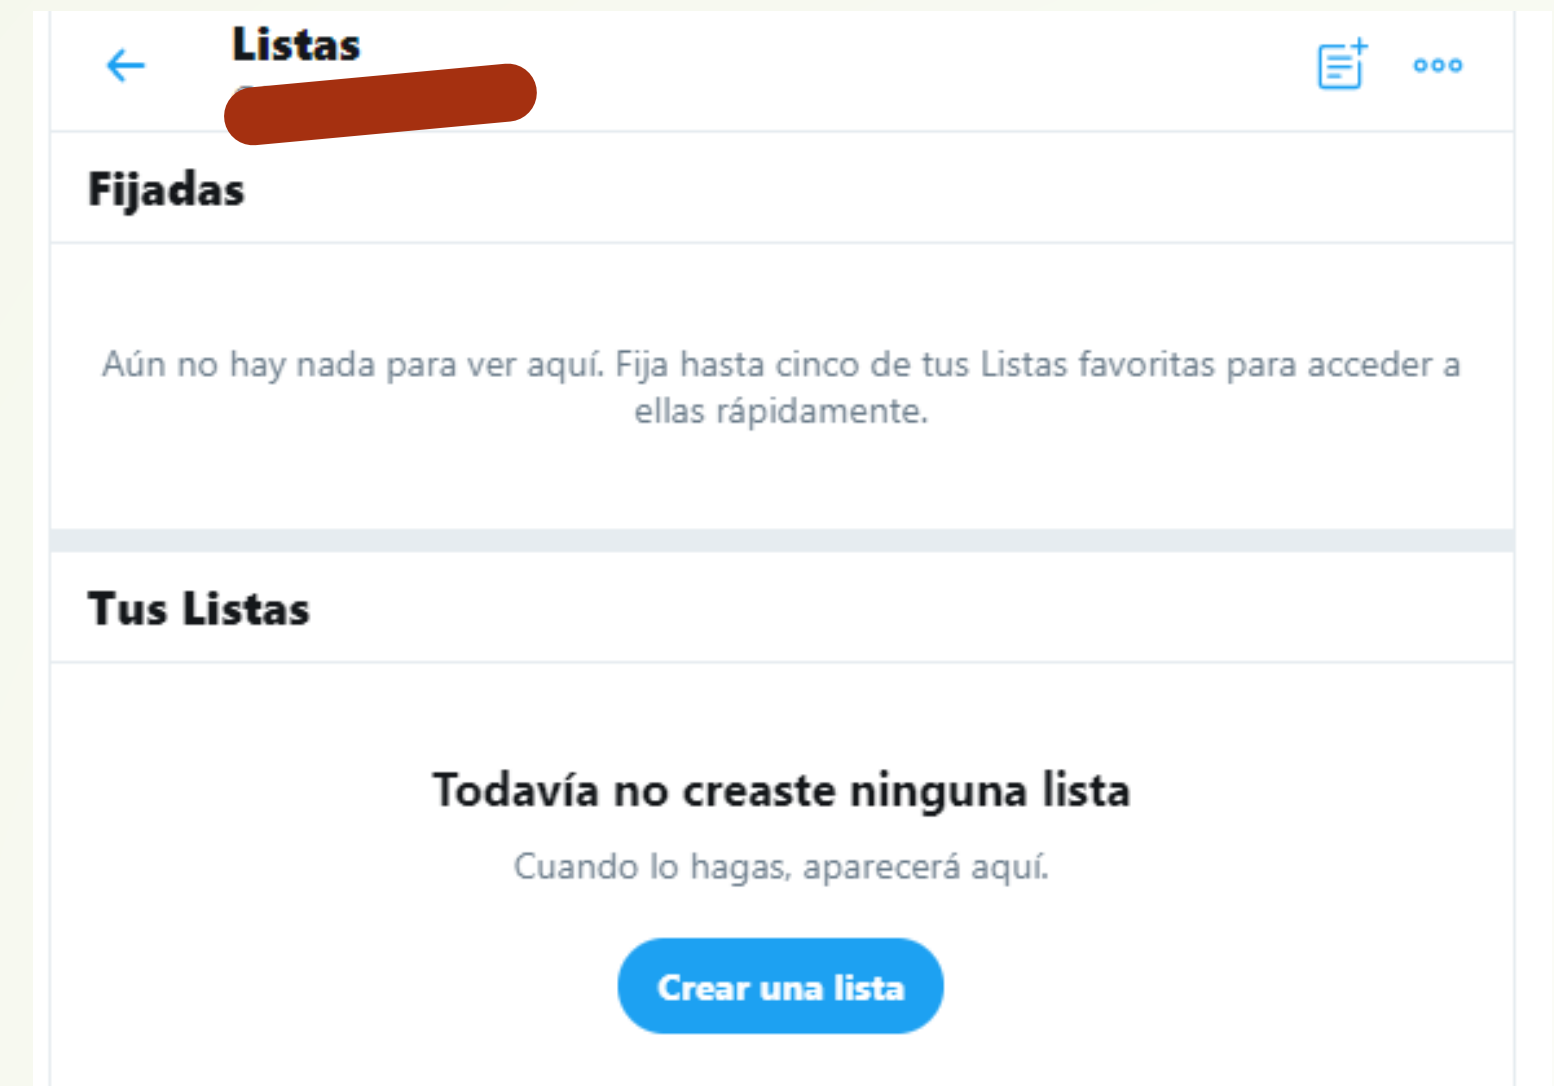 Listas
Fijadas
Aún no hay nada para ver aquí. Fija hasta cinco de tus Listas favoritas para acceder a
ellas rápidamente.
Tus Listas
Todavía no creaste ninguna lista
Cuando lo hagas, aparecerá aquí.
Crear una lista